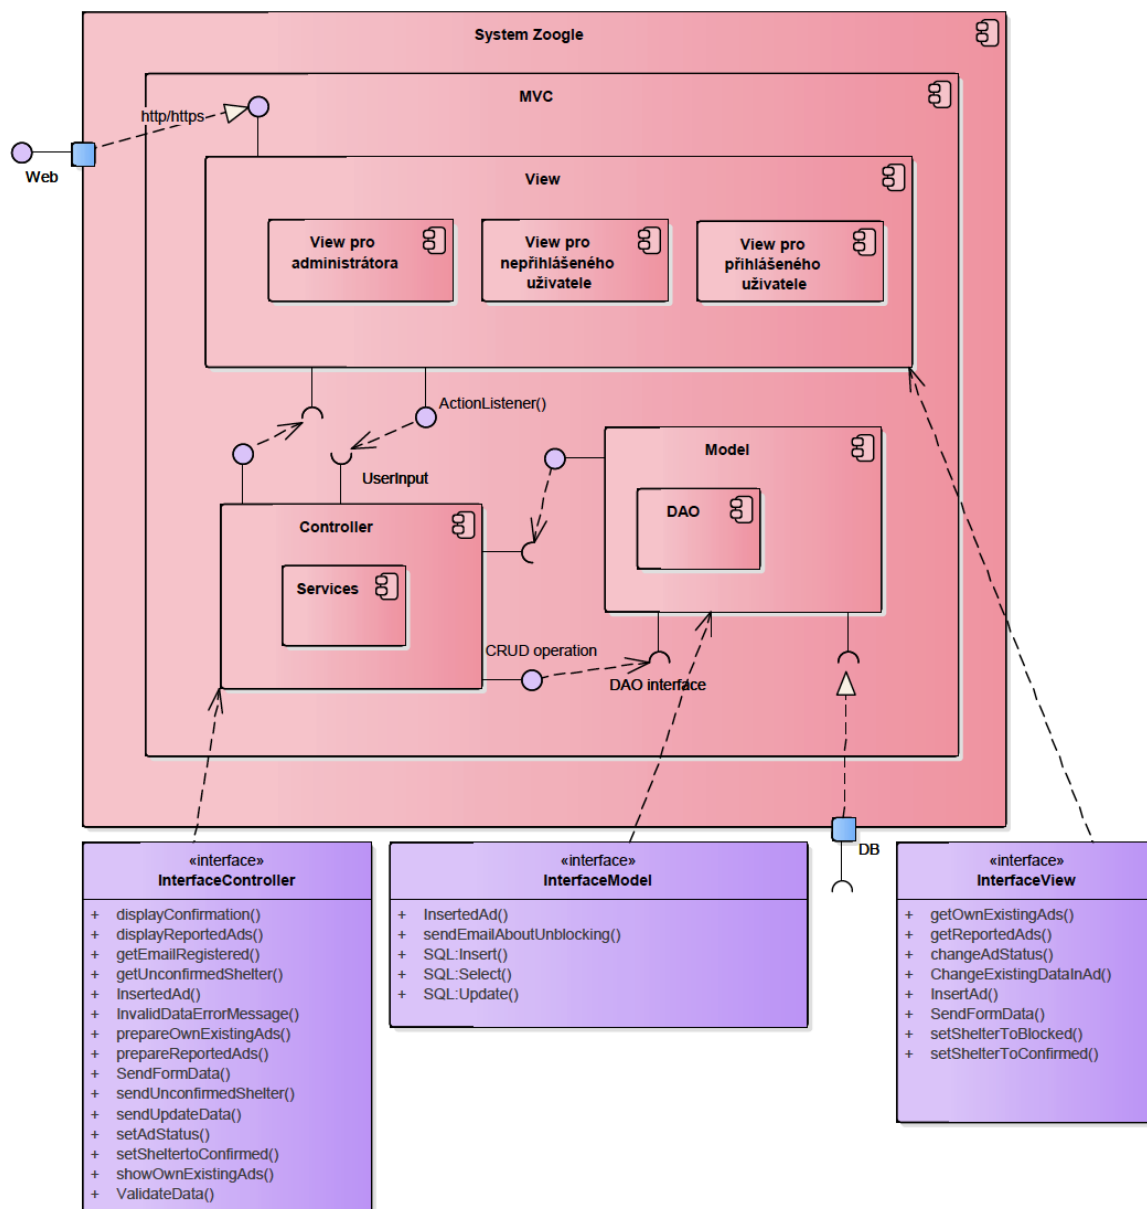 System Zoogle
MVC
http/https
Web
View
View pro
administrátora
View pro
nepřihlášeného
uživatele
View pro
přihlášeného
uživatele
ActionListener()
UserInput
Controller
Services
Model
DAO
CRUD operation
DAO interface
DB
«interface»
InterfaceController
+ displayConfirmation()
+ displayReportedAds()
+ getEmailRegistered()
+ getUnconfirmedShelter()
+ InsertedAd()
+ InvalidDataErrorMessage()
+ prepareOwnExistingAds()
+ prepareReportedAds()
+ SendFormData()
+ sendUnconfirmedShelter()
+ sendUpdateData()
+ setAdStatus()
+ setSheltertoConfirmed()
+ showOwnExistingAds()
+ ValidateData()
«interface»
InterfaceModel
+ InsertedAd()
+ sendEmailAboutUnblocking()
+ SQL:Insert()
+ SQL:Select()
+ SQL:Update()
«interface»
InterfaceView
+ getOwnExistingAds()
+ getReportedAds()
+ changeAdStatus()
+ ChangeExistingDataInAd()
+ InsertAd()
+ SendFormData()
+ setShelterToBlocked()
+ setShelterToConfirmed()